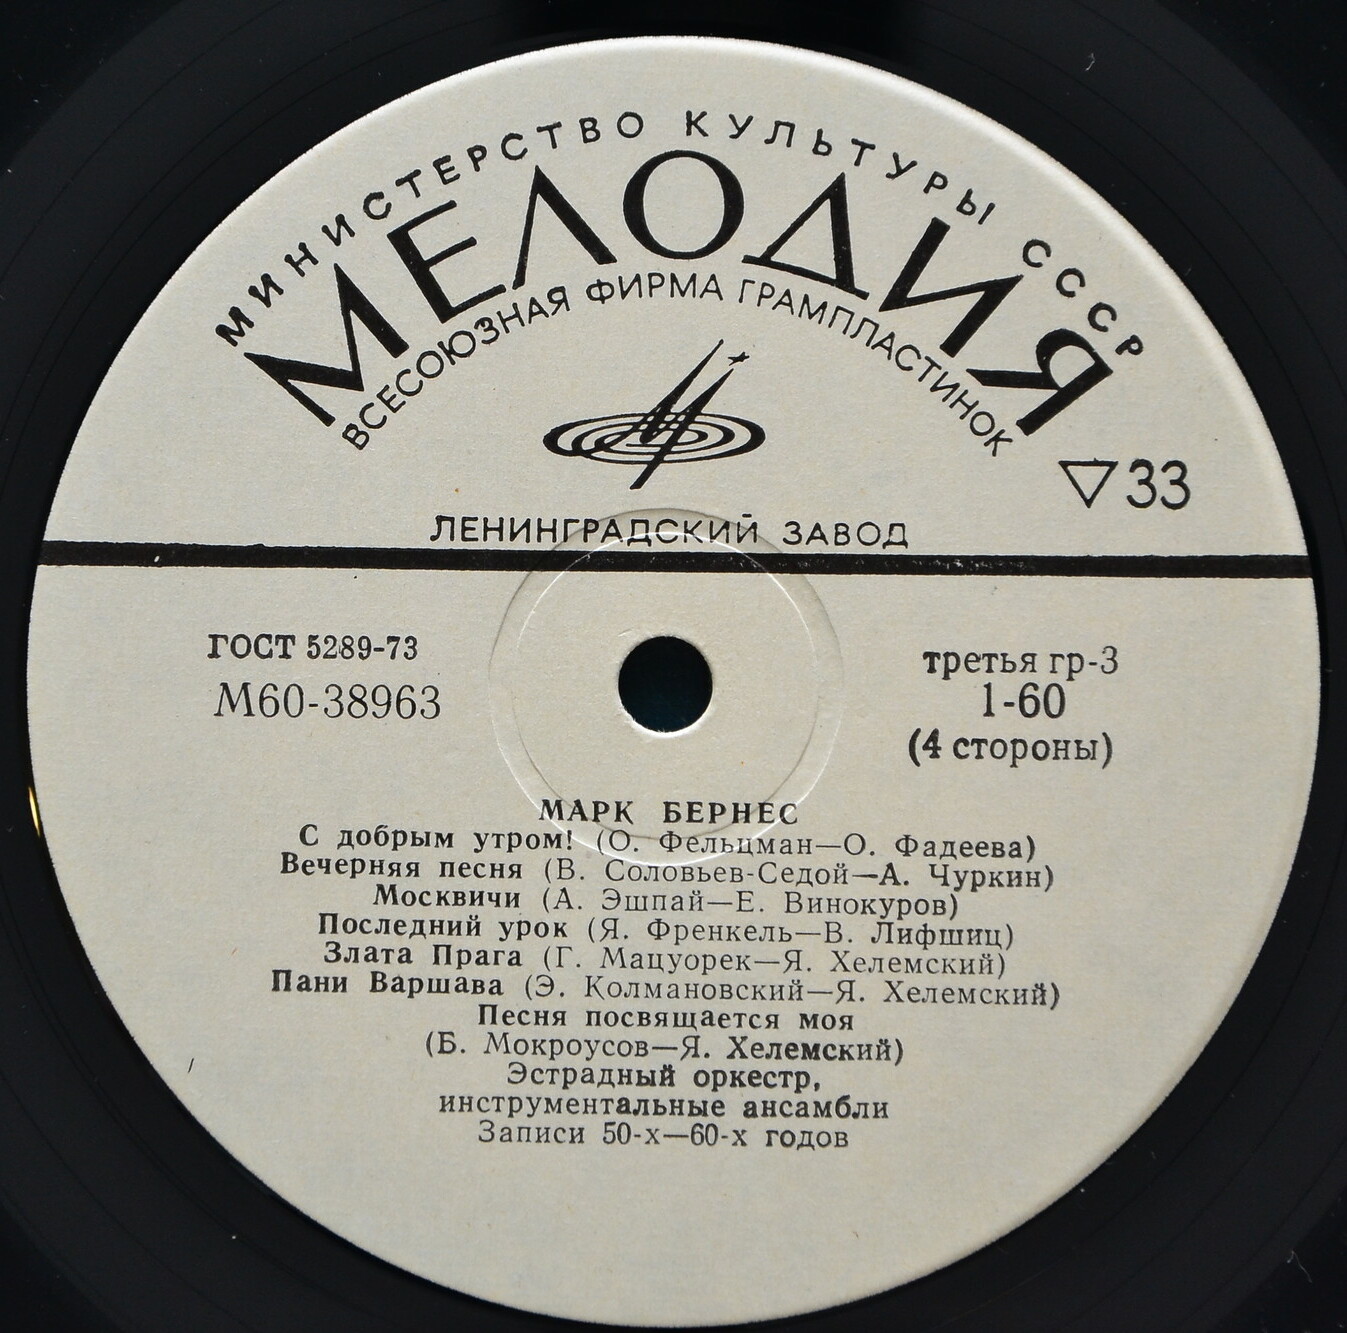 МИНИСТЕРСТВО КУЛЬТУРЫ СССР
МЕЛОДИЯ
ВСЕСОЮЗНАЯ ФИРМА ГРАМПЛАСТИНОК
33
ЛЕНИНГРАДСКИЙ ЗАВОД
ГОСТ 5289-73
М60-38963
третья гр-3
1-60
(4 стороны)
МАРК БЕРНЕС
С добрым утром! (О. Фельцман—О. Фадеева)
Вечерняя песня (В. Соловьев-Седой—А. Чуркин)
Москвичи (А. Эшпай—Е. Винокуров)
Последний урок (Я. Френкель—В. Лифшиц)
Злата Прага (Г. Мацуорек—Я. Хелемский)
Пани Варшава (Э. Колмановский—Я. Хелемский)
Песня посвящается моя
(Б. Мокроусов—Я. Хелемский)
Эстрадный оркестр,
инструментальные ансамбли
Записи 50-х—60-х годов